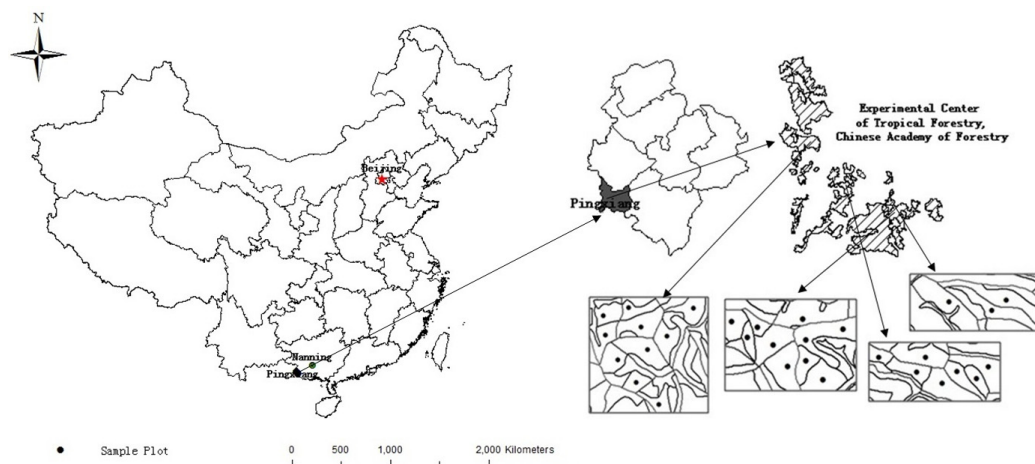 N
Beijing
Nanning
Pingxiang
Pingxiang
Experimental Center
of Tropical Forestry,
Chinese Academy of Forestry
Sample Plot
0 500 1,000 2,000 Kilometers